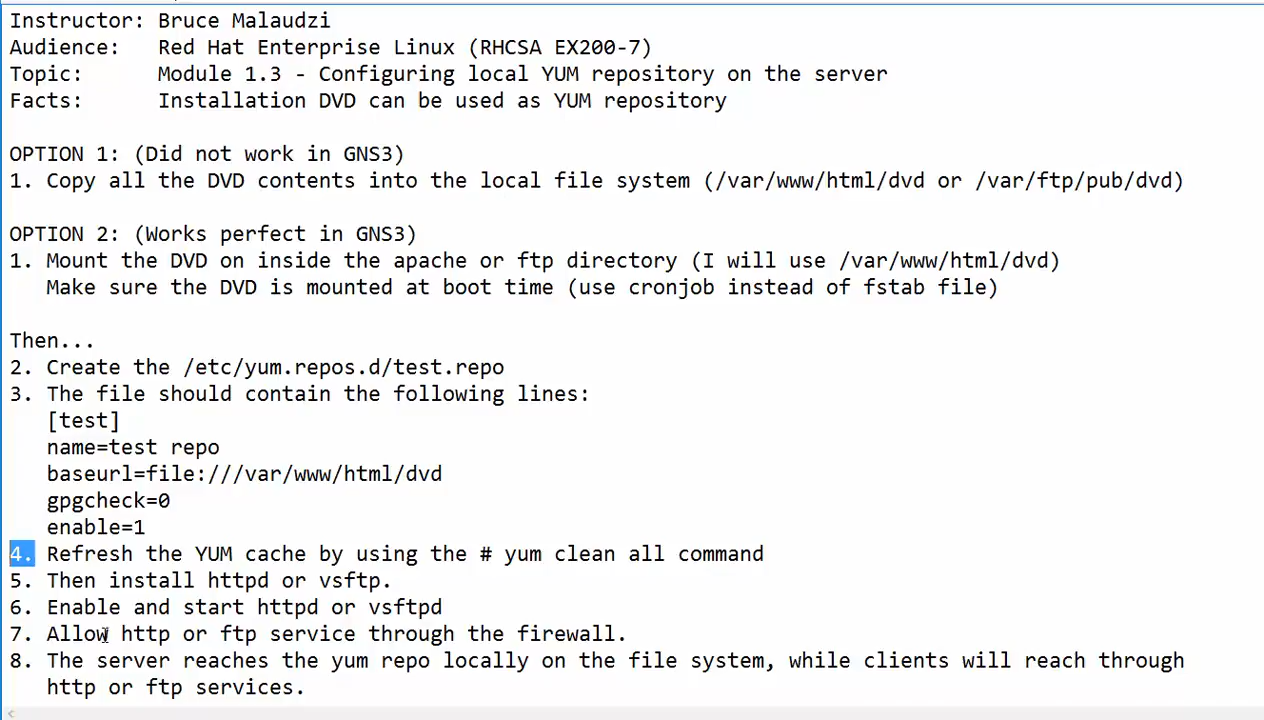 Instructor: Bruce Malaudzi
Audience:   Red Hat Enterprise Linux (RHCSA EX200-7)
Topic:      Module 1.3 - Configuring local YUM repository on the server
Facts:      Installation DVD can be used as YUM repository

OPTION 1: (Did not work in GNS3)
1. Copy all the DVD contents into the local file system (/var/www/html/dvd or /var/ftp/pub/dvd)

OPTION 2: (Works perfect in GNS3)
1. Mount the DVD on inside the apache or ftp directory (I will use /var/www/html/dvd)
   Make sure the DVD is mounted at boot time (use cronjob instead of fstab file)

Then...
2. Create the /etc/yum.repos.d/test.repo
3. The file should contain the following lines:
   [test]
   name=test repo
   baseurl=file:///var/www/html/dvd
   gpgcheck=0
   enable=1
4. Refresh the YUM cache by using the # yum clean all command
5. Then install httpd or vsftp.
6. Enable and start httpd or vsftpd
7. Allow http or ftp service through the firewall.
8. The server reaches the yum repo locally on the file system, while clients will reach through
   http or ftp services.